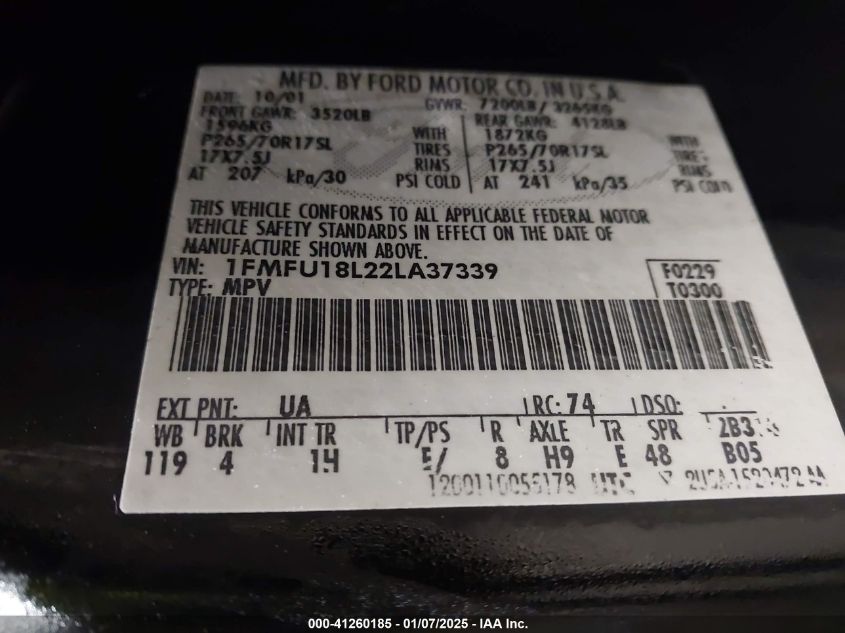 MFD. BY FORD MOTOR CO. IN U.S.A.
DATE: 10/01 GVWR: 7200LB/ 3265KG
FRONT GAWR: 3520LB REAR GAWR: 4128LB
1596KG WITH 1872KG WITH
P265/70R17SL TIRES P265/70R17SL
17X7.5J RIMS 17X7.5J RIMS
AT 207 kPa/30 PSI COLD AT 241 kPa/35 PSI COLD
THIS VEHICLE CONFORMS TO ALL APPLICABLE FEDERAL MOTOR
VEHICLE SAFETY STANDARDS IN EFFECT ON THE DATE OF
MANUFACTURE SHOWN ABOVE.
VIN: 1FMFU18L22LA37339 F0229
TYPE: MPV T0300
EXT PNT: UA RC: 74 DSO:
WB BRK INT TR TP/PS R AXLE TR SPR
119 4 1H E/ 8 H9 E 48 B05
000-41260185 - 01/07/2025 - IAA Inc.